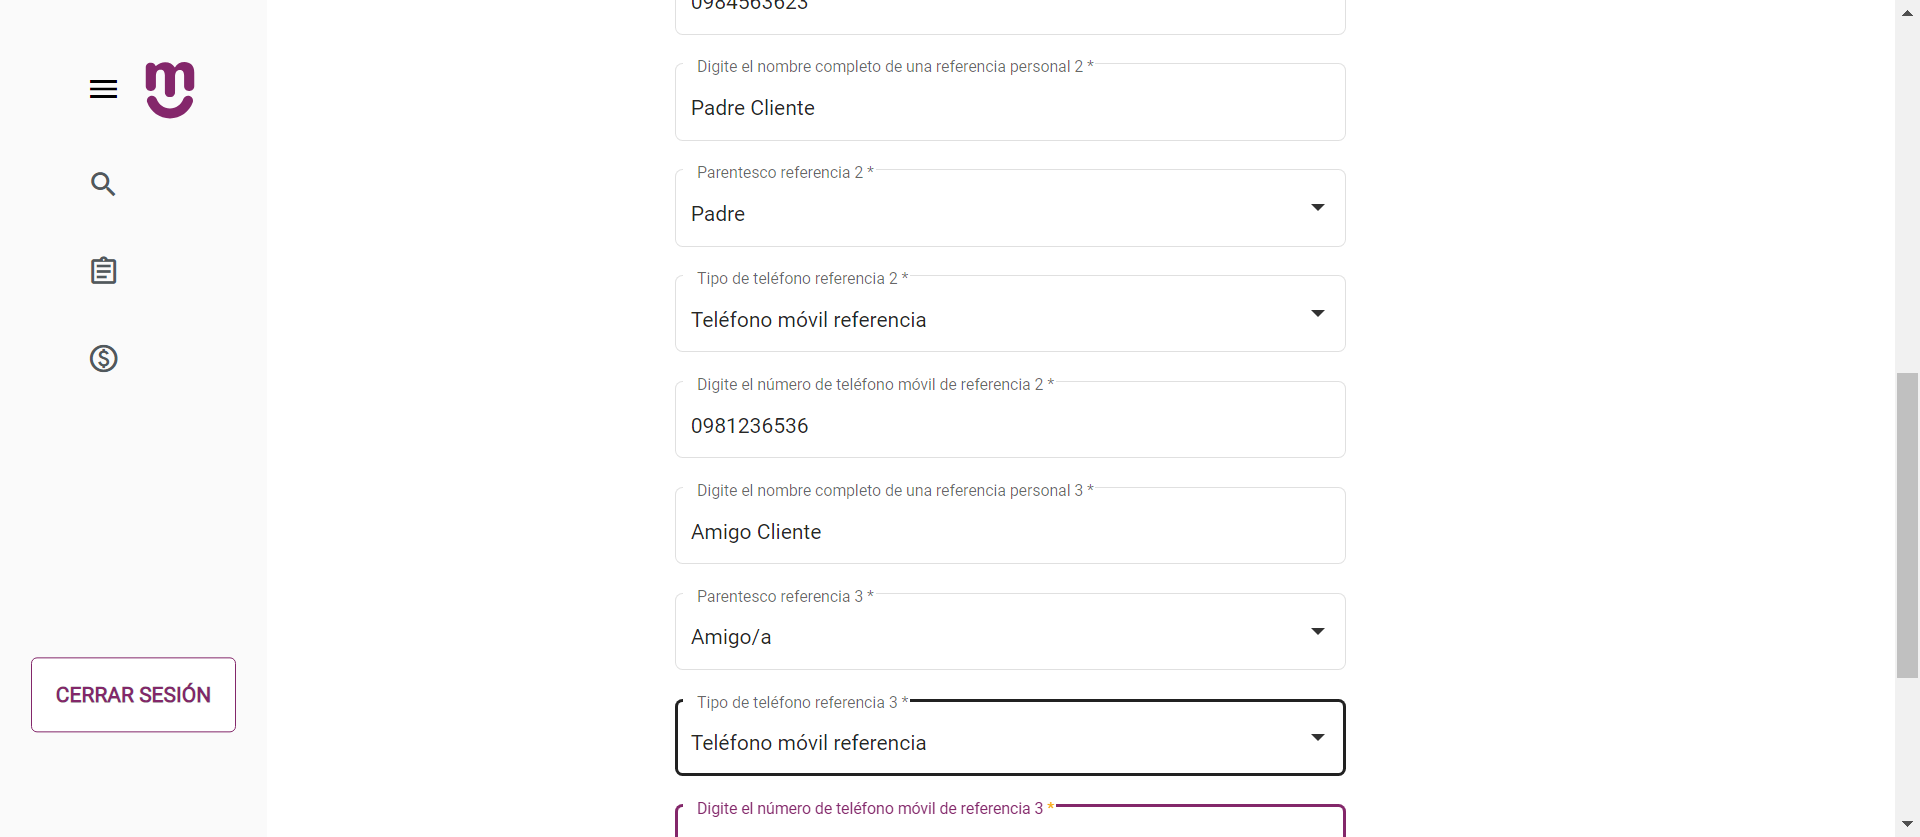 0984563623
Digite el nombre completo de una referencia personal 2 *
Padre Cliente
Parentesco referencia 2 *
Padre
Tipo de teléfono referencia 2 *
Teléfono móvil referencia
Digite el número de teléfono móvil de referencia 2 *
0981236536
Digite el nombre completo de una referencia personal 3 *
Amigo Cliente
Parentesco referencia 3 *
Amigo/a
CERRAR SESIÓN
Tipo de teléfono referencia 3 *
Teléfono móvil referencia
Digite el número de teléfono móvil de referencia 3 *